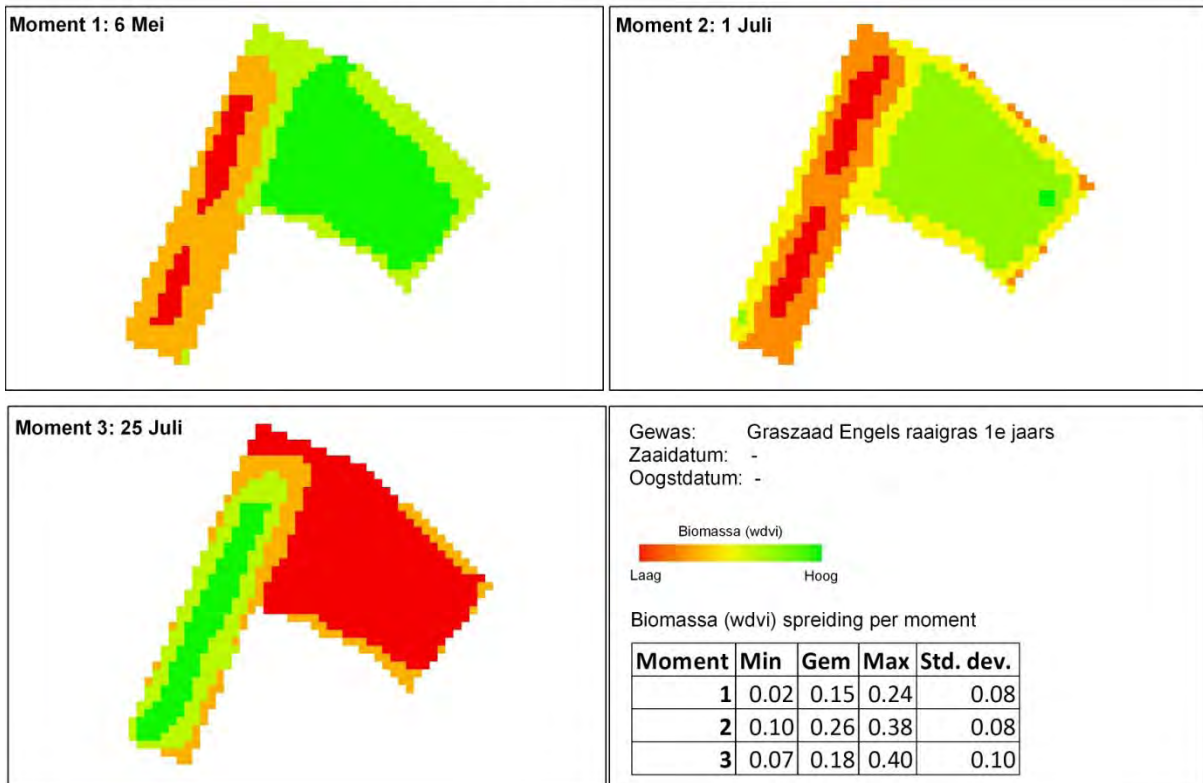 Moment 1: 6 Mei
Moment 2: 1 Juli
Moment 3: 25 Juli
Gewas: Graszaad Engels raaigras 1e jaars
Zaaidatum: -
Oogstdatum: -
Biomassa (wdvi)
Laag Hoog
Biomassa (wdvi) spreiding per moment
Moment Min Gem Max Std. dev.
1 0.02 0.15 0.24 0.08
2 0.10 0.26 0.38 0.08
3 0.07 0.18 0.40 0.10